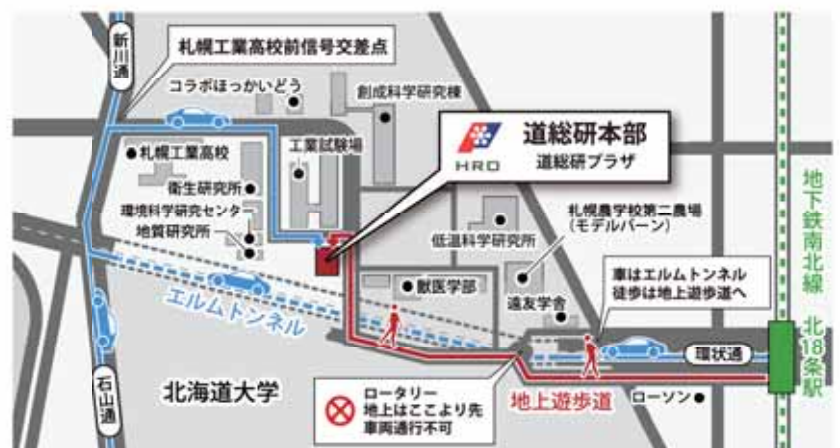 新川通
札幌工業高校前信号交差点
コラボほっかいどう
創成科学研究棟
HRO
道総研本部
道総研プラザ
札幌工業高校
工業試験場
衛生研究所
環境科学研究センター
地質研究所
低温科学研究所
札幌農学校第二農場
(モデルバーン)
獣医学部
遠友学舎
車はエルムトンネル
徒歩は地上遊歩道へ
エルムトンネル
環状通
地下鉄南北線 北18条駅
石山通
北海道大学
ロータリー
地上はここより先
車両通行不可
地上遊歩道
ローソン